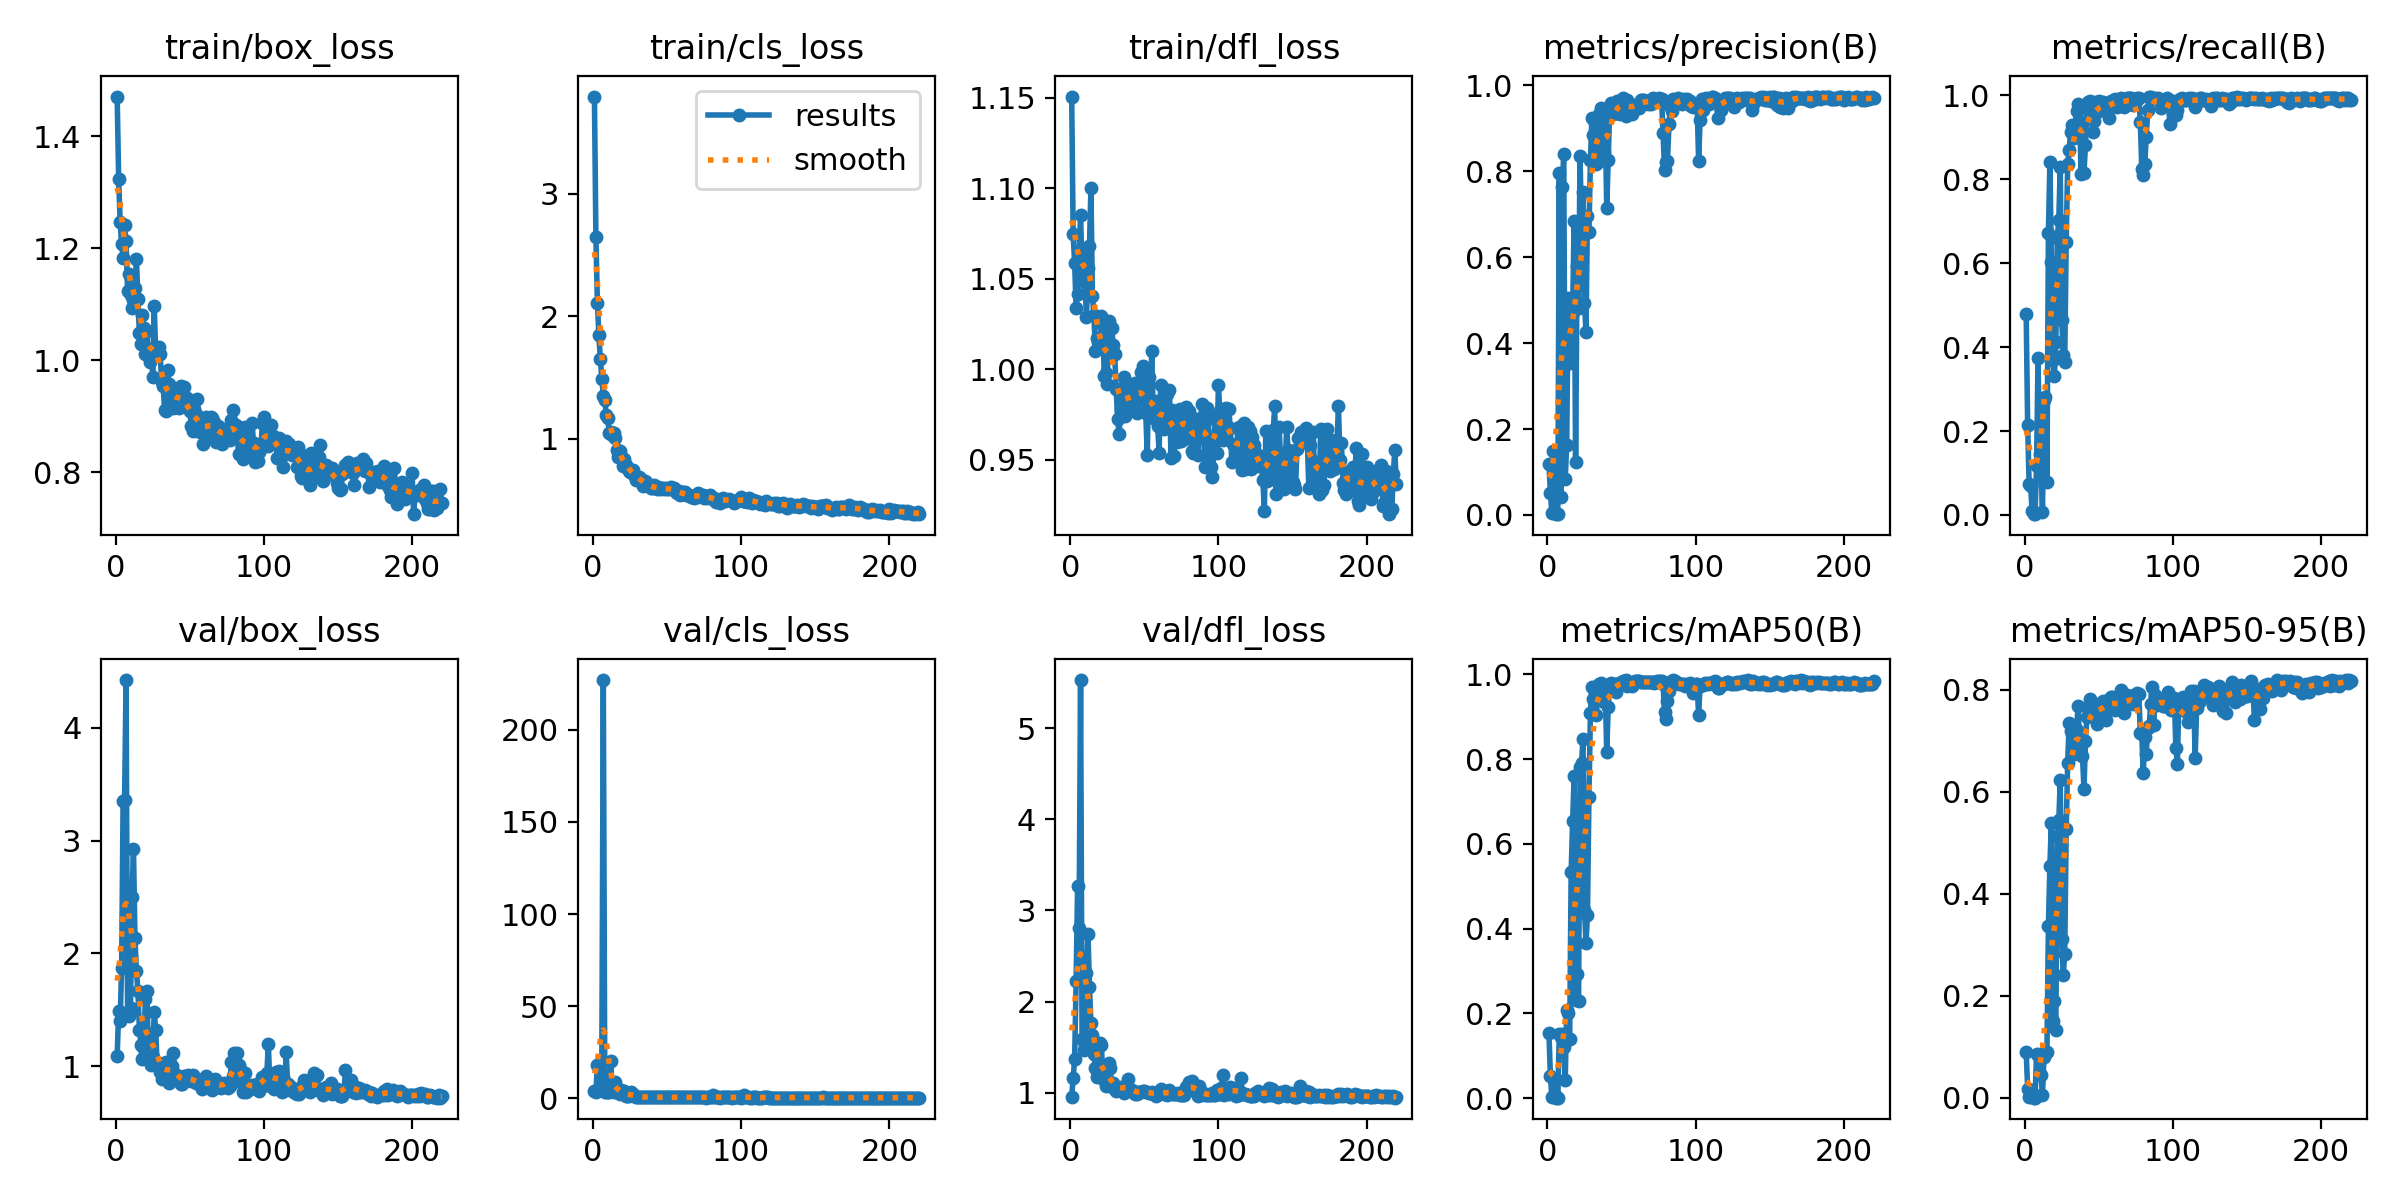 train/box_loss
1.4
1.2
1.0
0.8
0 100 200
train/cls_loss
results
smooth
3
2
1
0 100 200
train/dfl_loss
1.15
1.10
1.05
1.00
0.95
0 100 200
metrics/precision(B)
1.0
0.8
0.6
0.4
0.2
0.0
0 100 200
metrics/recall(B)
1.0
0.8
0.6
0.4
0.2
0.0
0 100 200
val/box_loss
4
3
2
1
0 100 200
val/cls_loss
200
150
100
50
0
0 100 200
val/dfl_loss
5
4
3
2
1
0 100 200
metrics/mAP50(B)
1.0
0.8
0.6
0.4
0.2
0.0
0 100 200
metrics/mAP50-95(B)
0.8
0.6
0.4
0.2
0.0
0 100 200